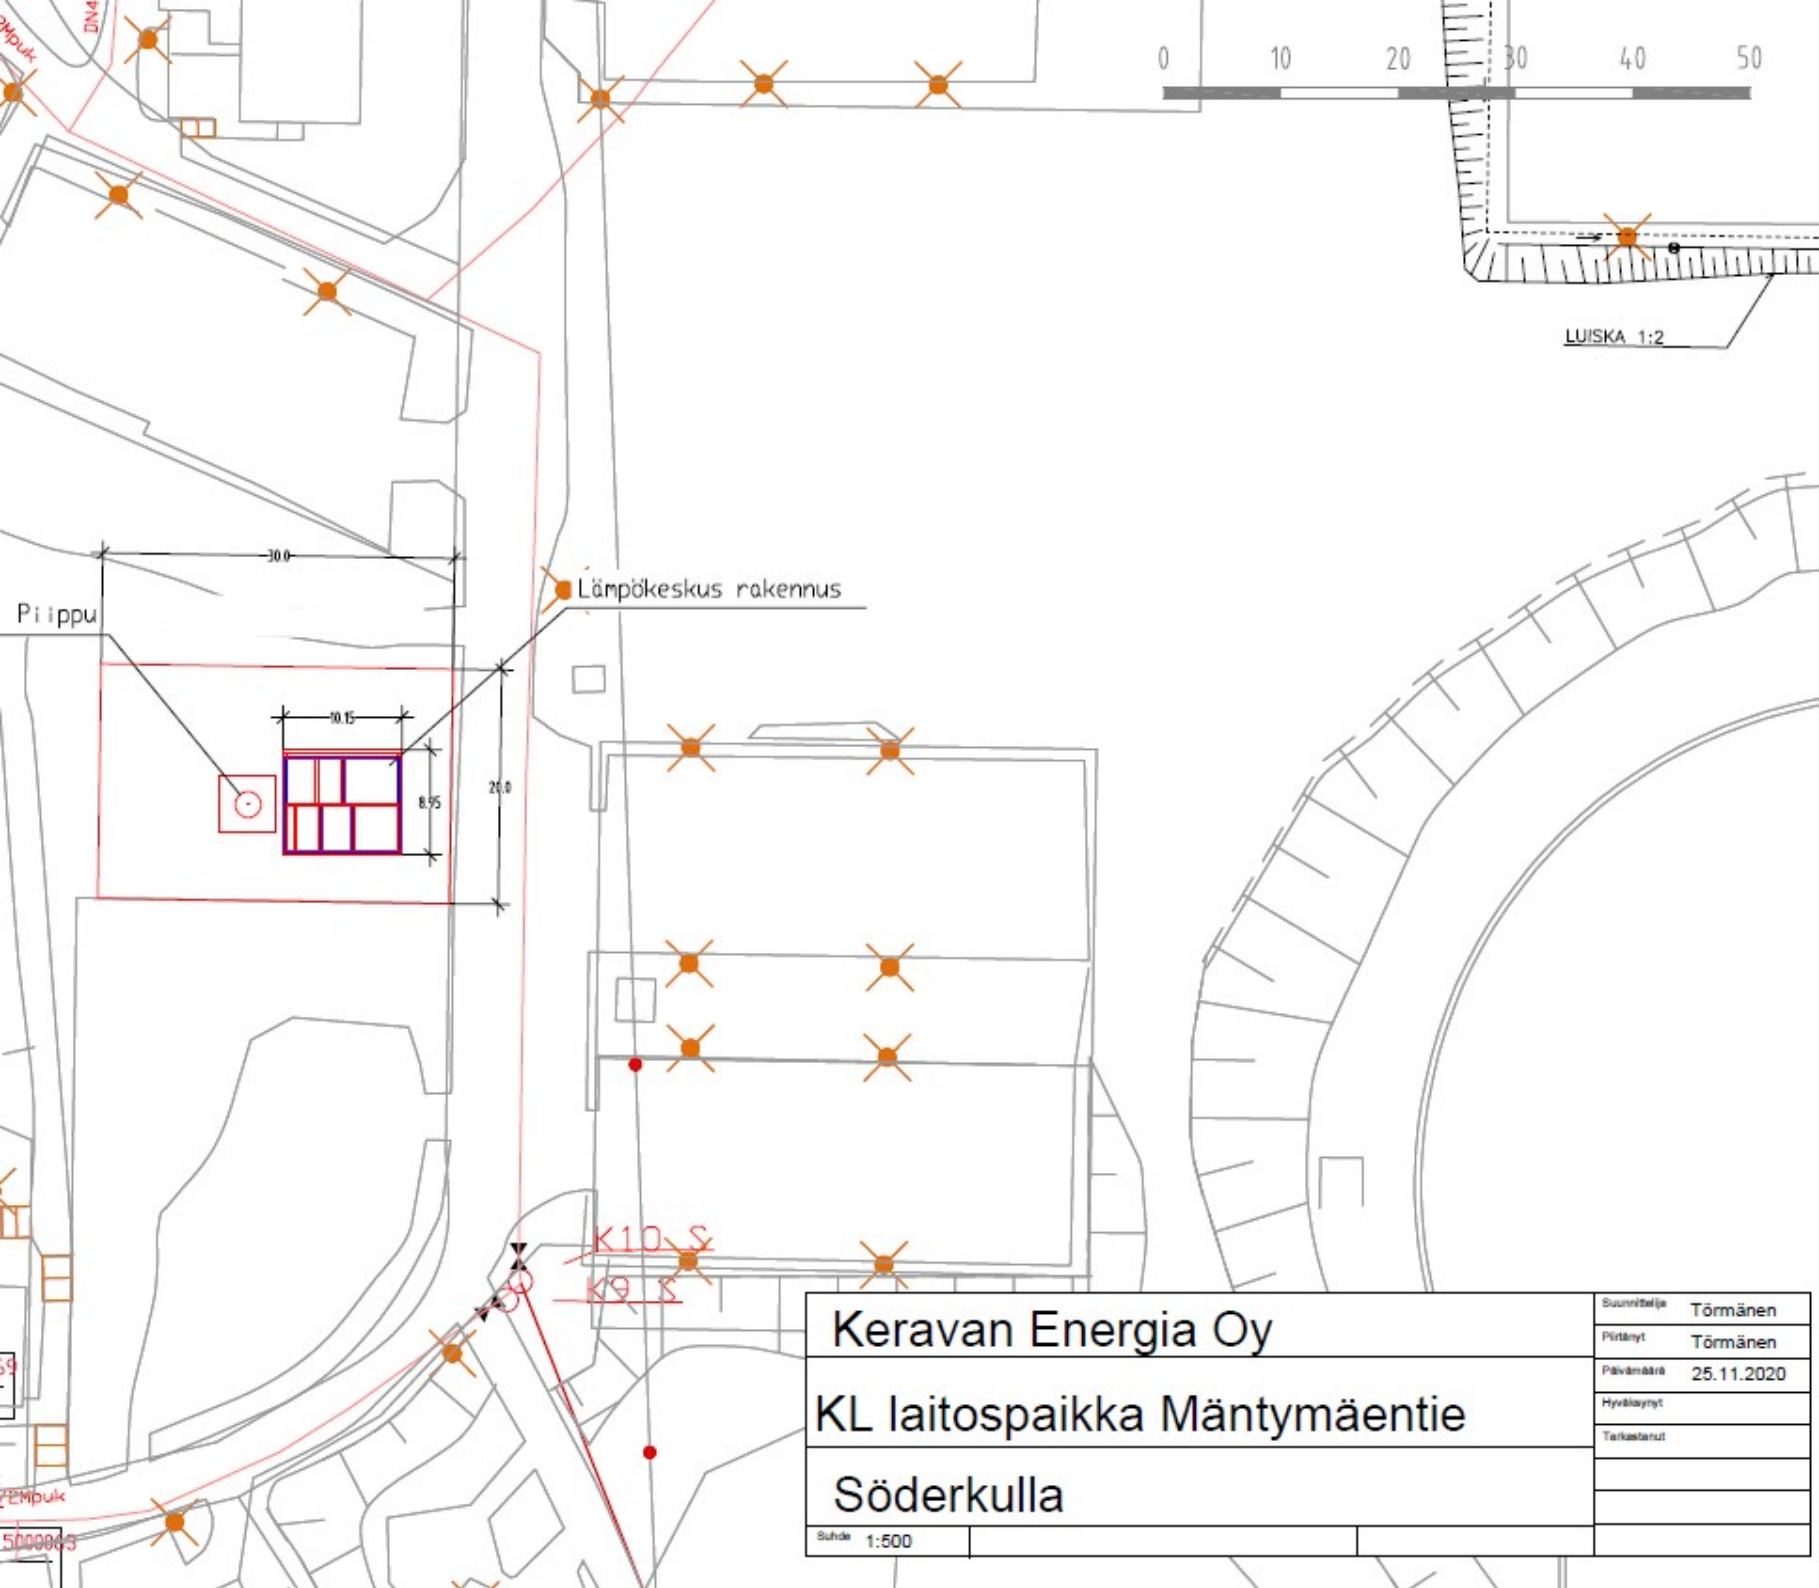 DN4
0 10 20 30 40 50
LUISKA 1:2
30.0
Lämpökeskus rakennus
Piippu
10.15
20.0
8.95
K10 S
K9 S
Keravan Energia Oy
KL laitospaikka Mäntymäentie
Söderkulla
Suhde 1:500
Suunnittelija Törmänen
Piirtänyt Törmänen
Päivämäärä 25.11.2020
Hyväksynyt
Tarkastanut